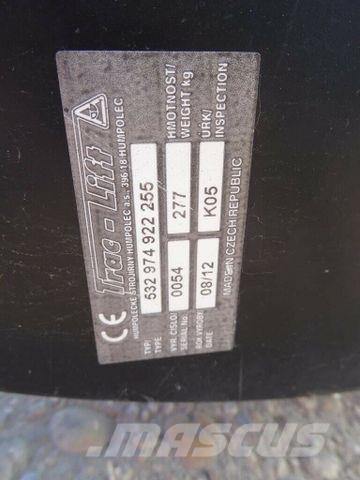 CE Trac-Lift
HUMPOLECKÉ STROJÍRNY HUMPOLEC a.s., 396 18 HUMPOLEC
TYP/ TYPE 532 974 922 255
VÝR. ČÍSLO/ SERIAL No: 0054
HMOTNOST/ WEIGHT kg 277
ROK VÝROBY DATE 08/12
ÚRK/ INSPECTION K05
MADE IN CZECH REPUBLIC
MASCUS